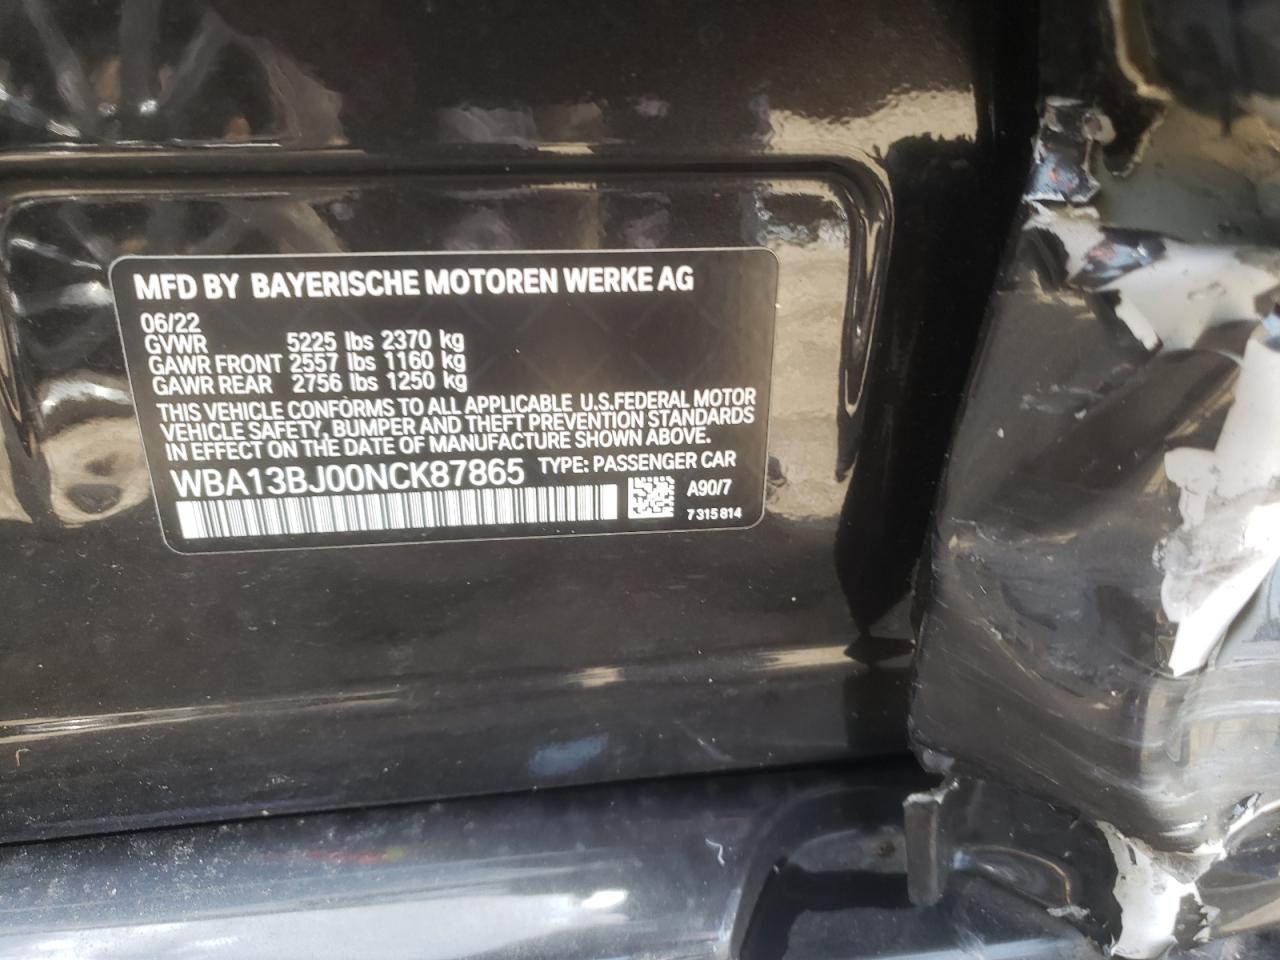 MFD BY BAYERISCHE MOTOREN WERKE AG
06/22
GVWR 5225 lbs 2370 kg
GAWR FRONT 2557 lbs 1160 kg
GAWR REAR 2756 lbs 1250 kg
THIS VEHICLE CONFORMS TO ALL APPLICABLE U.S.FEDERAL MOTOR
VEHICLE SAFETY, BUMPER AND THEFT PREVENTION STANDARDS
IN EFFECT ON THE DATE OF MANUFACTURE SHOWN ABOVE.
WBA13BJ00NCK87865 TYPE: PASSENGER CAR
A90/7
7 315 814